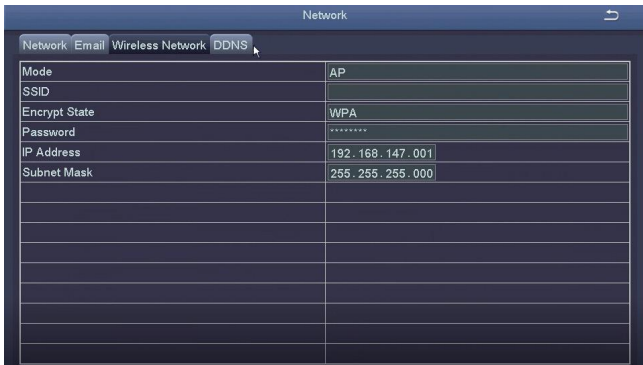 Network
Network Email Wireless Network DDNS
Mode AP
SSID
Encrypt State WPA
Password ********
IP Address 192.168.147.001
Subnet Mask 255.255.255.000